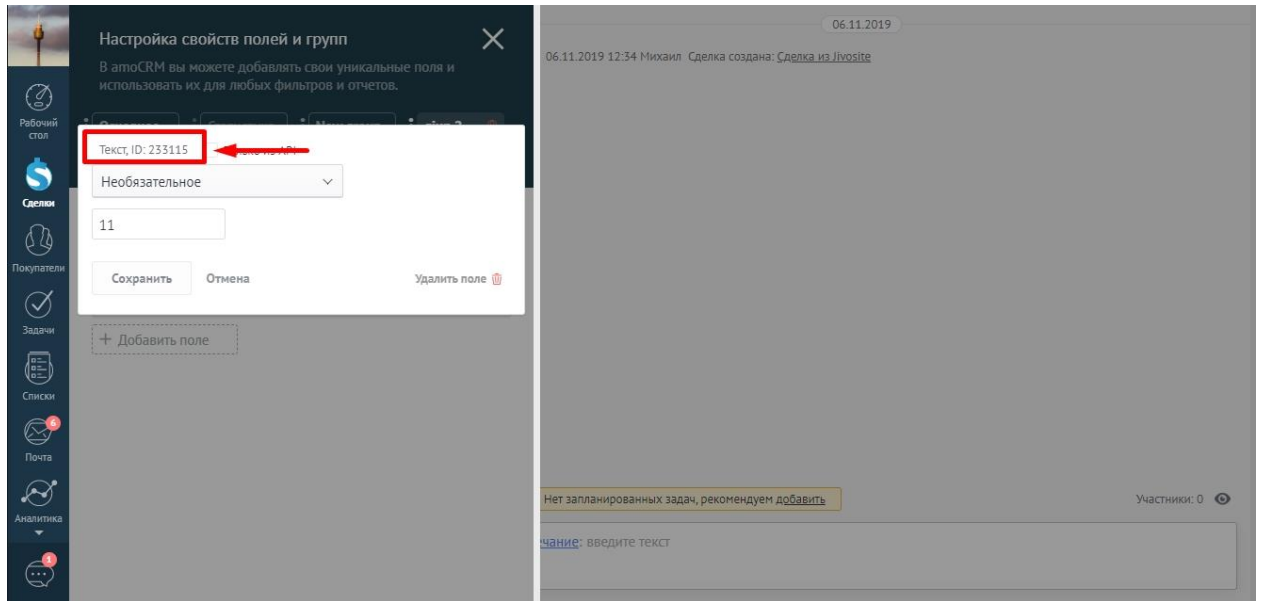 Настройка свойств полей и групп
В amoCRM вы можете добавлять свои уникальные поля и
использовать их для любых фильтров и отчетов.
Текст, ID: 233115
Необязательное
11
Сохранить Отмена Удалить поле
+ Добавить поле
Рабочий
стол
Сделки
Покупатели
Задачи
Списки
6
Почта
Аналитика
1
06.11.2019
06.11.2019 12:34 Михаил Сделка создана: Сделка из Jivosite
Нет запланированных задач, рекомендуем добавить
Участники: 0
введите текст